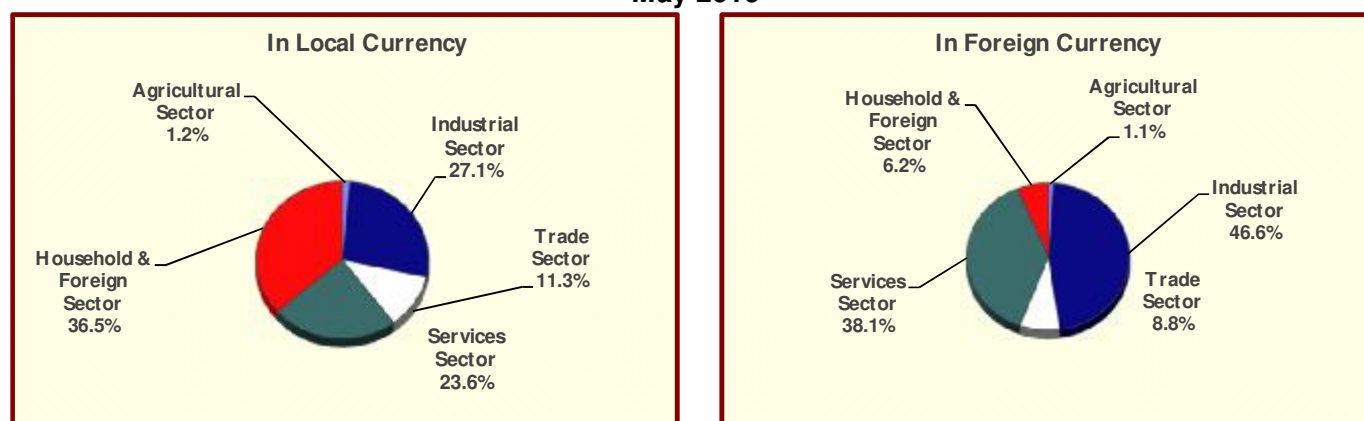 In Local Currency
Agricultural
Sector
1.2%
Industrial
Sector
27.1%
Trade
Sector
11.3%
Household &
Foreign
Sector
36.5%
Services
Sector
23.6%
In Foreign Currency
Household &
Foreign
Sector
6.2%
Agricultural
Sector
1.1%
Industrial
Sector
46.6%
Services
Sector
38.1%
Trade
Sector
8.8%